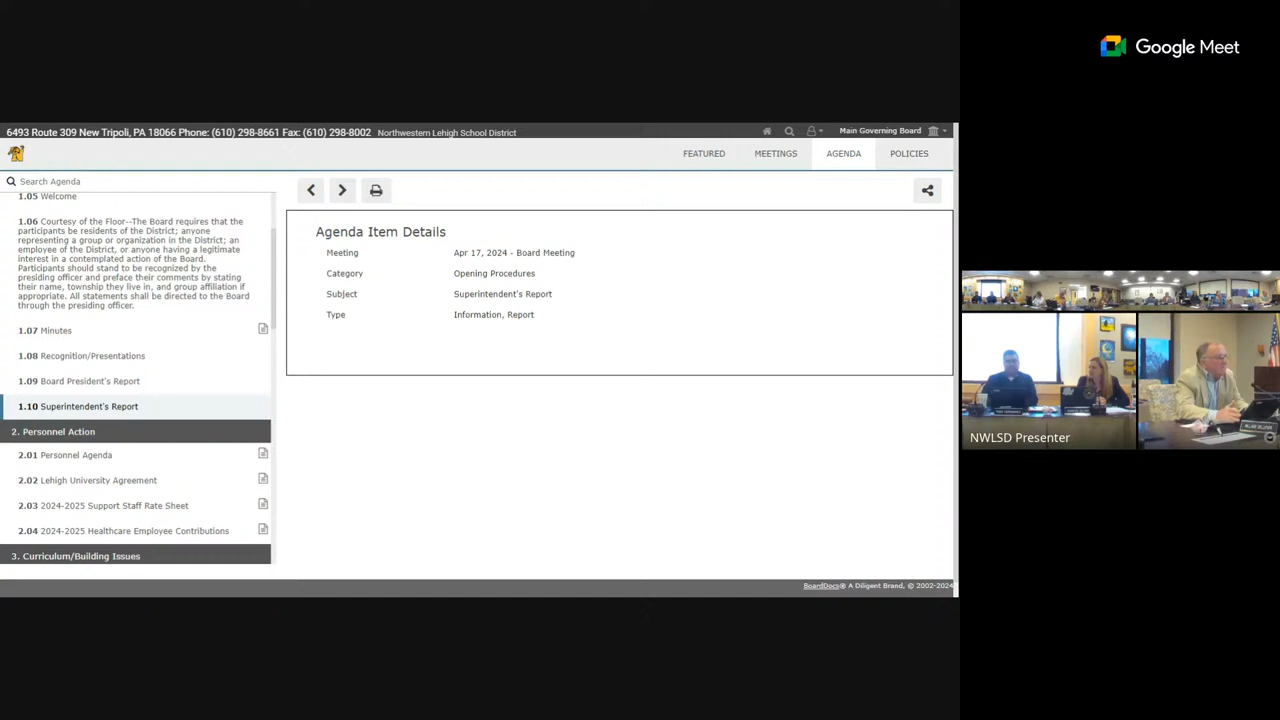 Google Meet
6493 Route 309 New Tripoli, PA 18066 Phone: (610) 298-8661 Fax: (610) 298-8002 Northwestern Lehigh School District
Main Governing Board
FEATURED MEETINGS AGENDA POLICIES
Search Agenda
1.05 Welcome
1.06 Courtesy of the Floor--The Board requires that the
participants be residents of the District; anyone
representing a group or organization in the District; an
employee of the District, or anyone having a legitimate
interest in a contemplated action of the Board.
Participants should stand to be recognized by the
presiding officer and preface their comments by stating
their name, township they live in, and group affiliation if
appropriate. All statements shall be directed to the Board
through the presiding officer.
1.07 Minutes
1.08 Recognition/Presentations
1.09 Board President's Report
1.10 Superintendent's Report
2. Personnel Action
2.01 Personnel Agenda
2.02 Lehigh University Agreement
2.03 2024-2025 Support Staff Rate Sheet
2.04 2024-2025 Healthcare Employee Contributions
3. Curriculum/Building Issues
Agenda Item Details
Meeting Apr 17, 2024 - Board Meeting
Category Opening Procedures
Subject Superintendent's Report
Type Information, Report
BoardDocs® A Diligent Brand, © 2002-2024
NWLSD Presenter